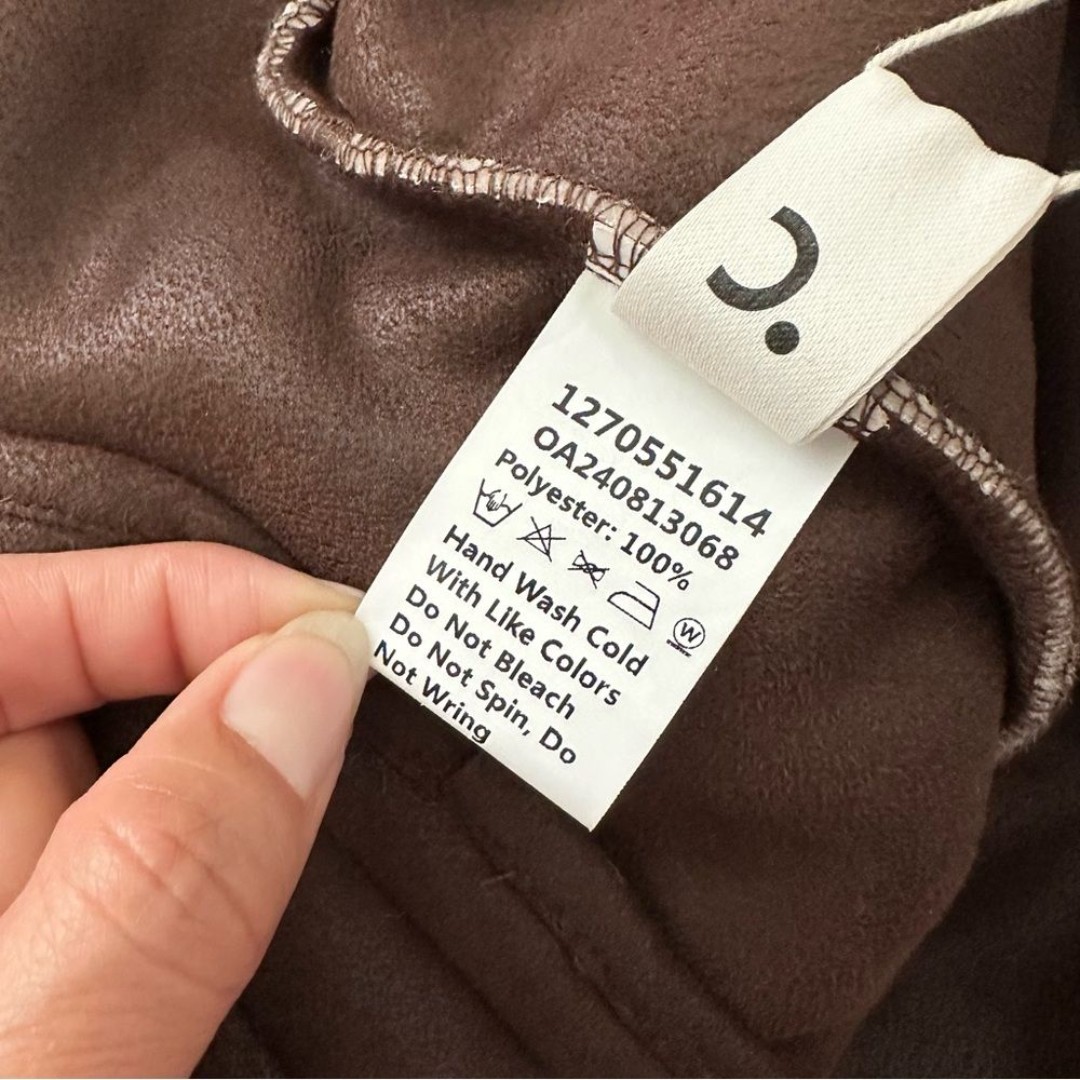 Ɔ.
1270551614
OA240813068
Polyester: 100%
W
Hand Wash Cold
With Like Colors
Do Not Bleach
Do Not Spin, Do
Not Wring